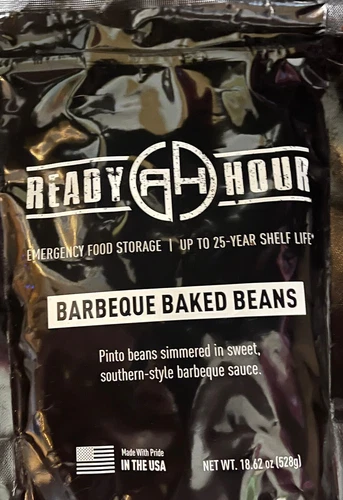 READY RH HOUR
EMERGENCY FOOD STORAGE | UP TO 25-YEAR SHELF LIFE*
BARBEQUE BAKED BEANS
Pinto beans simmered in sweet,
southern-style barbeque sauce.
Made With Pride
IN THE USA
NET WT. 18.62 oz (528g)